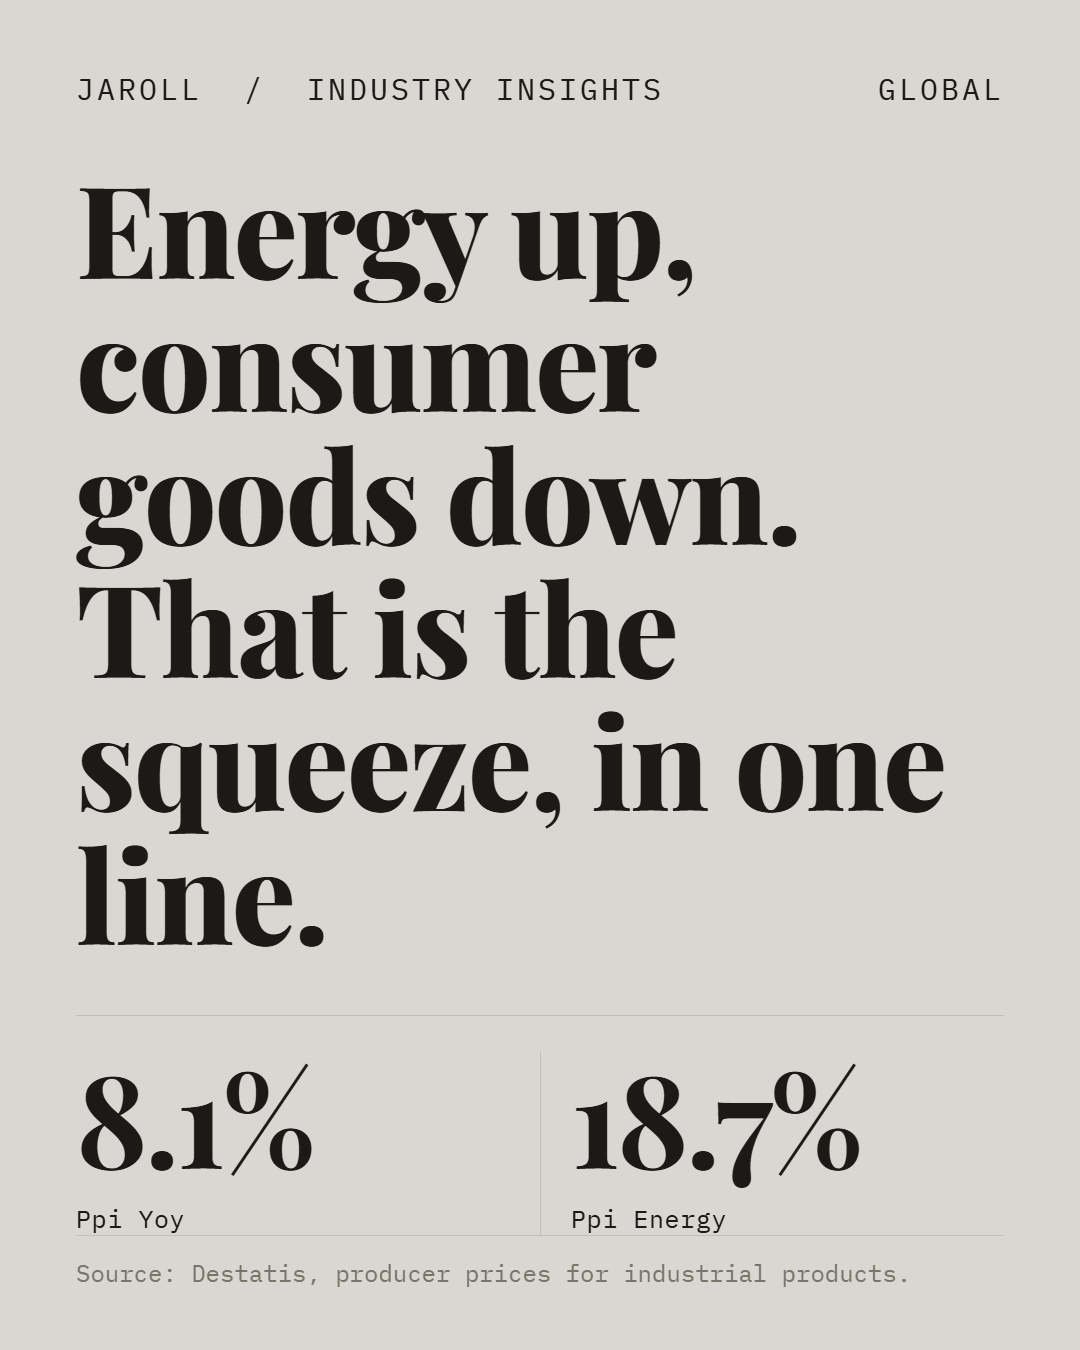 JAROLL / INDUSTRY INSIGHTS GLOBAL
Energy up,
consumer
goods down.
That is the
squeeze, in one
line.
8.1% 18.7%
Ppi Yoy Ppi Energy
Source: Destatis, producer prices for industrial products.